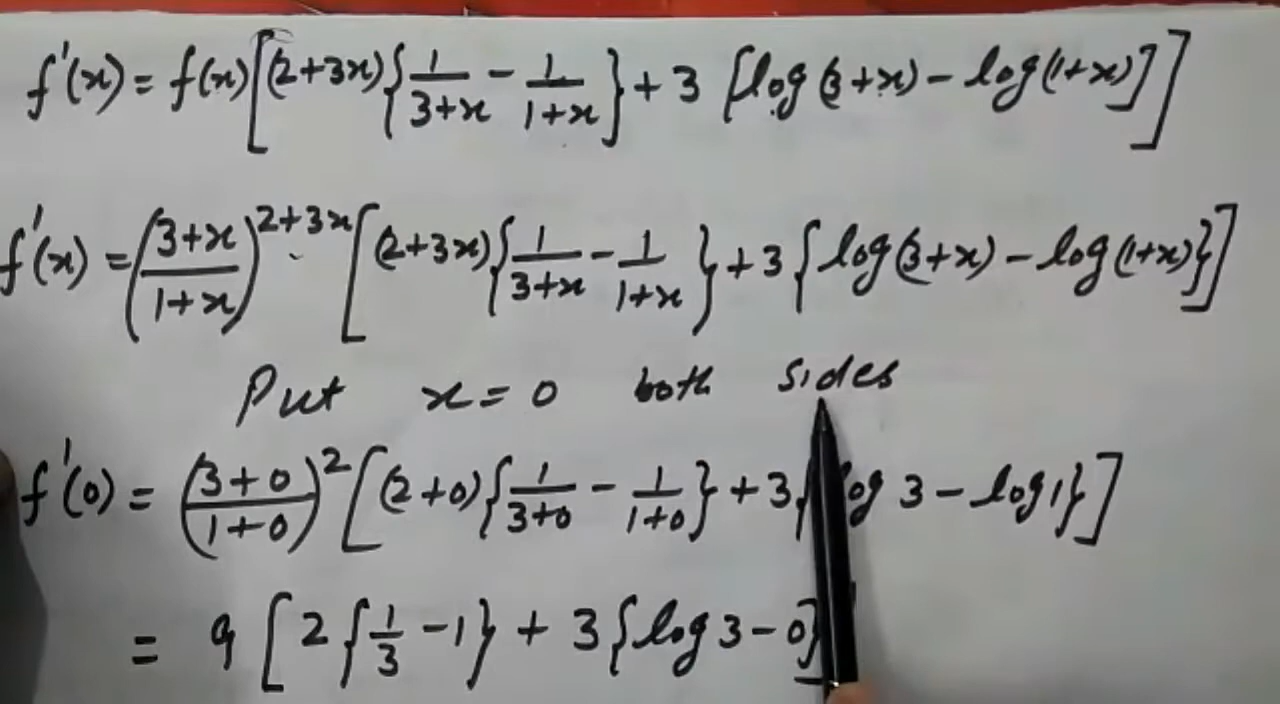 f'(x) = f(x)[(2+3x){1/(3+x) - 1/(1+x)} + 3 [log(3+x) - log(1+x)]]
f'(x) = ((3+x)/(1+x))^(2+3x) [(2+3x){1/(3+x) - 1/(1+x)} + 3{log(3+x) - log(1+x)}]
Put x = 0 both sides
f'(0) = ((3+0)/(1+0))^2 [(2+0){1/(3+0) - 1/(1+0)} + 3{log 3 - log 1}]
= 9 [2{1/3 - 1} + 3{log 3 - 0}